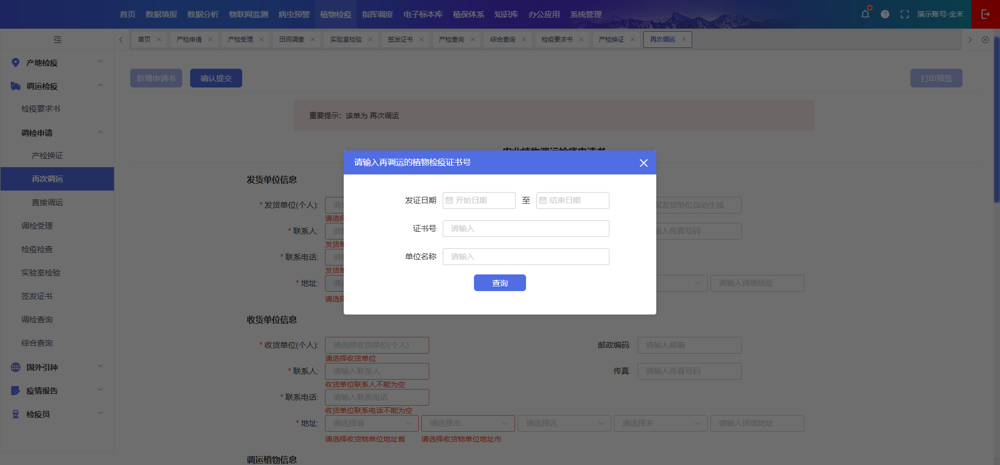 首页 数据填报 数据分析 物联网监测 病虫预警 植物检疫 指挥调度 电子标本库 植保体系 知识库 办公应用 系统管理 演示账号-金禾
首页 产检申请 产检受理 田间调查 实验室检验 签发证书 产检查询 综合查询 检疫要求书 产检换证 再次调运
产地检疫
调运检疫
检疫要求书
调检申请
产检换证
再次调运
直接调运
调检受理
检疫检查
实验室检验
签发证书
调检查询
综合查询
国外引种
疫情报告
检疫员
新增申请书 确认提交 打印预览
重要提示：该单为 再次调运
农业植物调运检疫申请书
请输入再调运的植物检疫证书号
发证日期 开始日期 至 结束日期
证书号 请输入
单位名称 请输入
查询
发货单位信息
* 发货单位(个人): 发货单位自动生成
请选
* 联系人: 输入传真号码
发货单
* 联系电话:
发货单
* 地址: 请输入详细地址
请选
收货单位信息
* 收货单位(个人): 请选择收货单位(个人) 邮政编码: 请输入邮编
请选择收货单位
* 联系人: 请输入联系人 传真: 请输入传真号码
收货单位联系人不能为空
* 联系电话: 请输入联系电话
收货单位联系电话不能为空
* 地址: 请选择省 请选择市 请选择区 请选择乡 请输入详细地址
请选择收货物单位地址省 请选择收货物单位地址市
调运植物信息